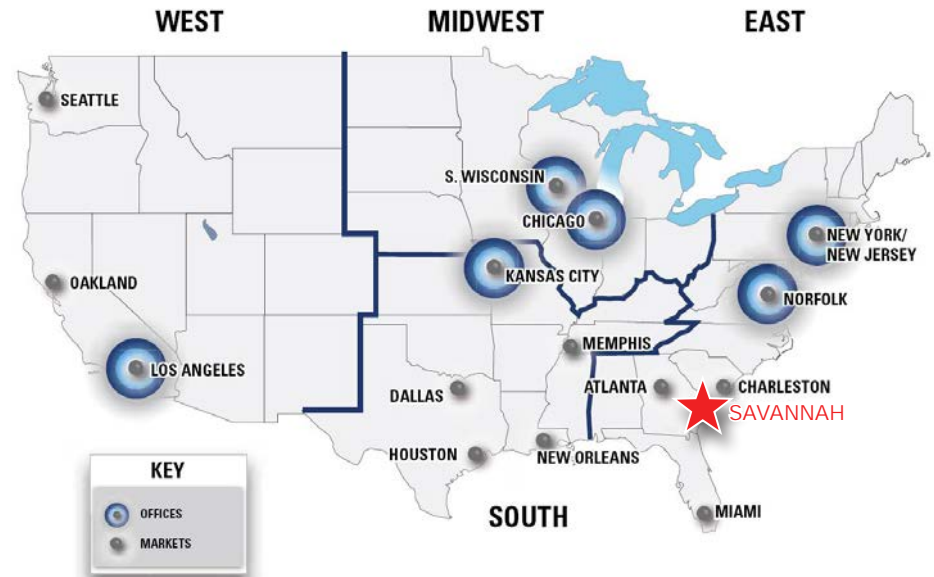 WEST
MIDWEST
EAST
SEATTLE
S. WISCONSIN
CHICAGO
NEW YORK/
NEW JERSEY
OAKLAND
KANSAS CITY
NORFOLK
LOS ANGELES
MEMPHIS
DALLAS
ATLANTA
CHARLESTON
SAVANNAH
HOUSTON
NEW ORLEANS
MIAMI
SOUTH
KEY
OFFICES
MARKETS